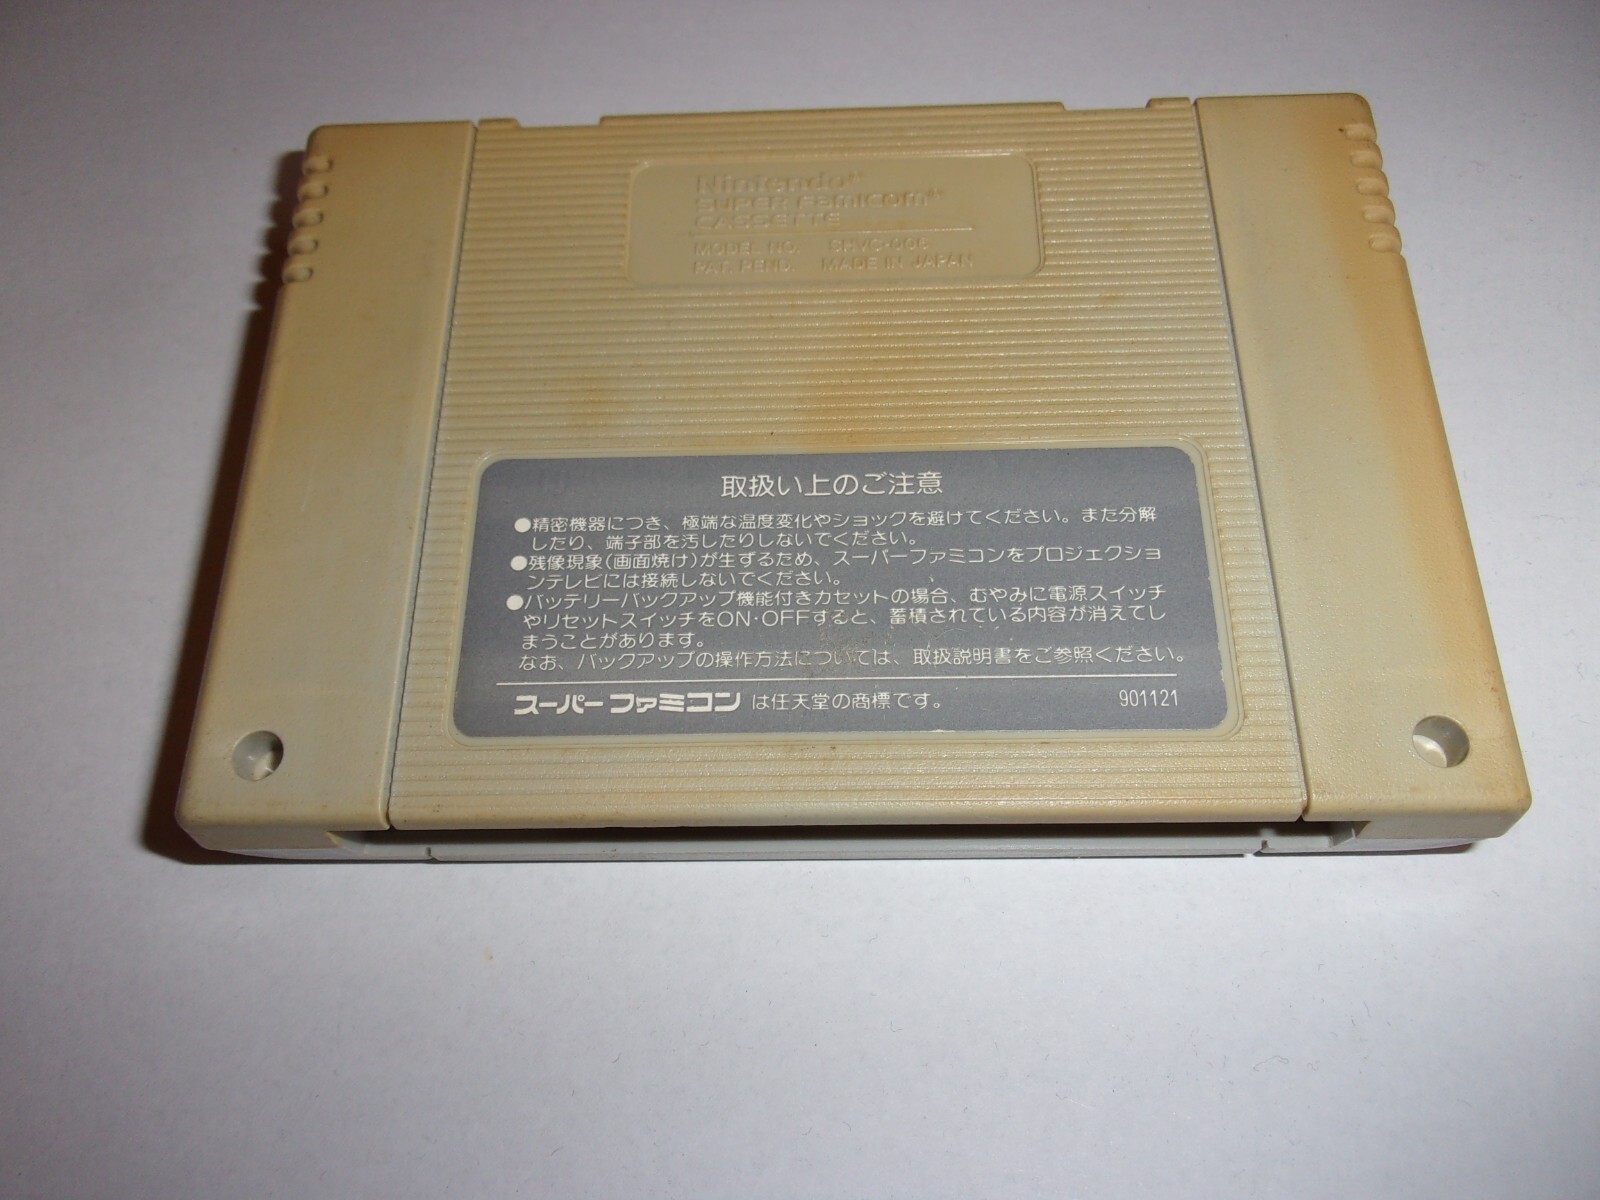 Nintendo®
SUPER FAMICOM®
CASSETTE
MODEL NO. SHVC-006
PAT. PEND. MADE IN JAPAN
取扱い上のご注意
●精密機器につき、極端な温度変化やショックを避けてください。また分解
したり、端子部を汚したりしないでください。
●残像現象(画面焼け)が生ずるため、スーパーファミコンをプロジェクショ
ンテレビには接続しないでください。
●バッテリーバックアップ機能付きカセットの場合、むやみに電源スイッチ
やリセットスイッチをON・OFFすると、蓄積されている内容が消えてし
まうことがあります。
なお、バックアップの操作方法については、取扱説明書をご参照ください。
スーパーファミコン は任天堂の商標です。 901121